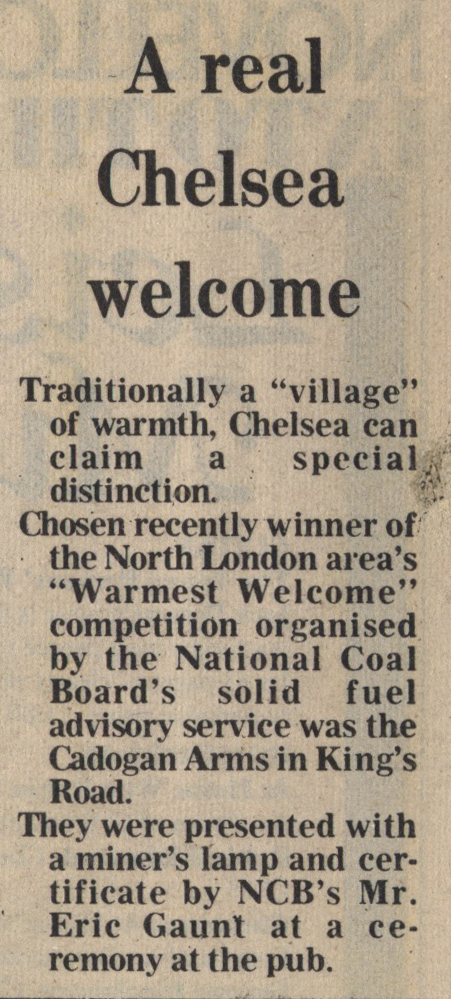 A real
Chelsea
welcome
Traditionally a “village”
of warmth, Chelsea can
claim a special
distinction.
Chosen recently winner of
the North London area’s
“Warmest Welcome”
competition organised
by the National Coal
Board’s solid fuel
advisory service was the
Cadogan Arms in King’s
Road.
They were presented with
a miner’s lamp and cer-
tificate by NCB’s Mr.
Eric Gaunt at a ce-
remony at the pub.